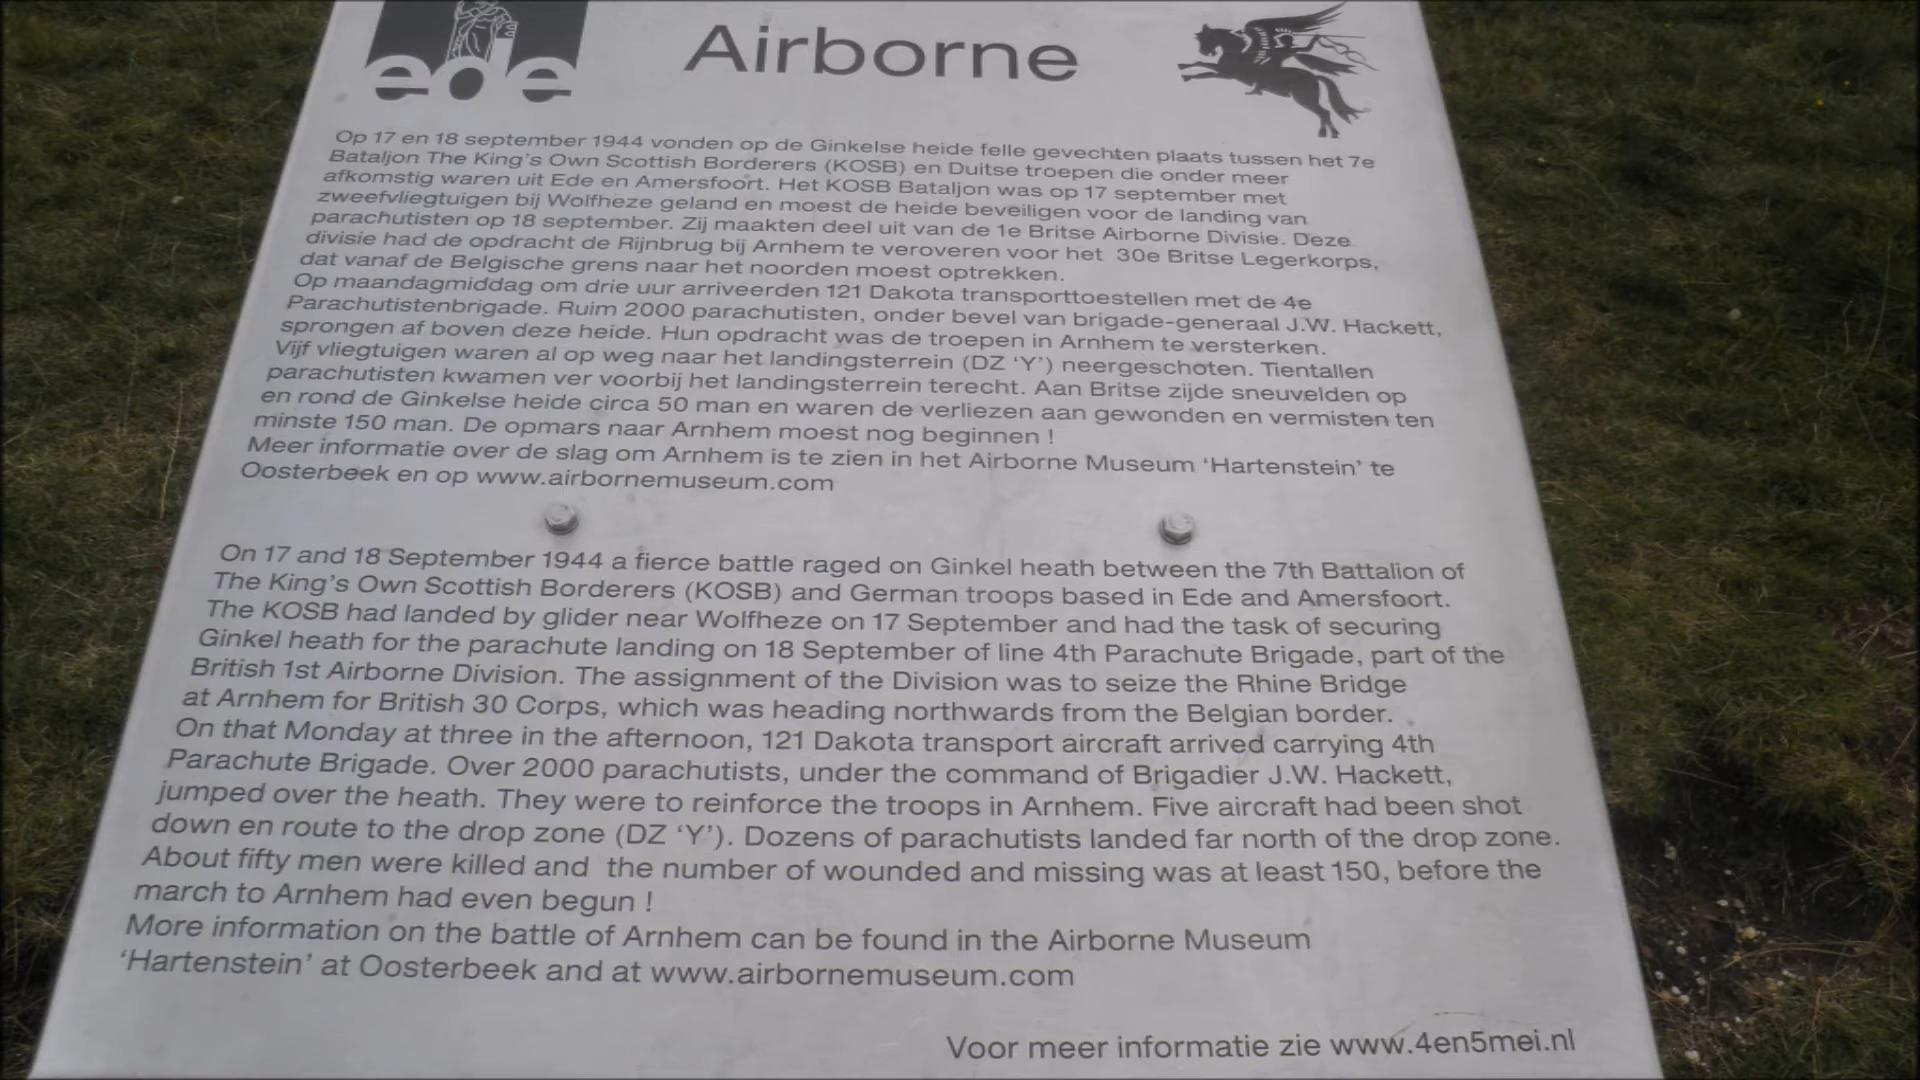 ede
Airborne
Op 17 en 18 september 1944 vonden op de Ginkelse heide felle gevechten plaats tussen het 7e
Bataljon The King's Own Scottish Borderers (KOSB) en Duitse troepen die onder meer
afkomstig waren uit Ede en Amersfoort. Het KOSB Bataljon was op 17 september met
zweefvliegtuigen bij Wolfheze geland en moest de heide beveiligen voor de landing van
parachutisten op 18 september. Zij maakten deel uit van de 1e Britse Airborne Divisie. Deze
divisie had de opdracht de Rijnbrug bij Arnhem te veroveren voor het 30e Britse Legerkorps,
dat vanaf de Belgische grens naar het noorden moest optrekken.
Op maandagmiddag om drie uur arriveerden 121 Dakota transporttoestellen met de 4e
Parachutistenbrigade. Ruim 2000 parachutisten, onder bevel van brigade-generaal J.W. Hackett,
sprongen af boven deze heide. Hun opdracht was de troepen in Arnhem te versterken.
Vijf vliegtuigen waren al op weg naar het landingsterrein (DZ 'Y') neergeschoten. Tientallen
parachutisten kwamen ver voorbij het landingsterrein terecht. Aan Britse zijde sneuvelden op
en rond de Ginkelse heide circa 50 man en waren de verliezen aan gewonden en vermisten ten
minste 150 man. De opmars naar Arnhem moest nog beginnen !
Meer informatie over de slag om Arnhem is te zien in het Airborne Museum 'Hartenstein' te
Oosterbeek en op www.airbornemuseum.com
On 17 and 18 September 1944 a fierce battle raged on Ginkel heath between the 7th Battalion of
The King's Own Scottish Borderers (KOSB) and German troops based in Ede and Amersfoort.
The KOSB had landed by glider near Wolfheze on 17 September and had the task of securing
Ginkel heath for the parachute landing on 18 September of line 4th Parachute Brigade, part of the
British 1st Airborne Division. The assignment of the Division was to seize the Rhine Bridge
at Arnhem for British 30 Corps, which was heading northwards from the Belgian border.
On that Monday at three in the afternoon, 121 Dakota transport aircraft arrived carrying 4th
Parachute Brigade. Over 2000 parachutists, under the command of Brigadier J.W. Hackett,
jumped over the heath. They were to reinforce the troops in Arnhem. Five aircraft had been shot
down en route to the drop zone (DZ 'Y'). Dozens of parachutists landed far north of the drop zone.
About fifty men were killed and the number of wounded and missing was at least 150, before the
march to Arnhem had even begun !
More information on the battle of Arnhem can be found in the Airborne Museum
'Hartenstein' at Oosterbeek and at www.airbornemuseum.com
Voor meer informatie zie www.4en5mei.nl